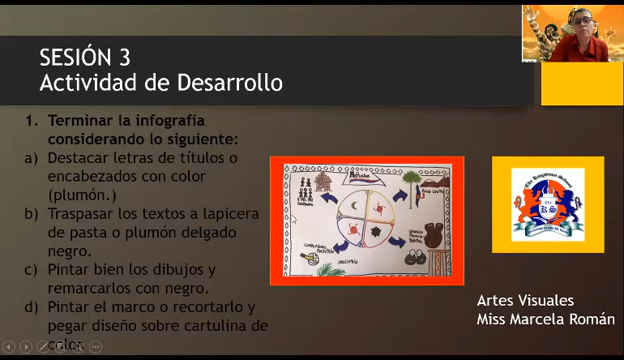 SESIÓN 3
Actividad de Desarrollo
1. Terminar la infografía
considerando lo siguiente:
a) Destacar letras de títulos o
encabezados con color
(plumón.)
b) Traspasar los textos a lapicera
de pasta o plumón delgado
negro.
c) Pintar bien los dibujos y
remarcarlos con negro.
d) Pintar el marco o recortarlo y
pegar diseño sobre cartulina de
color.
KS
Artes Visuales
Miss Marcela Román